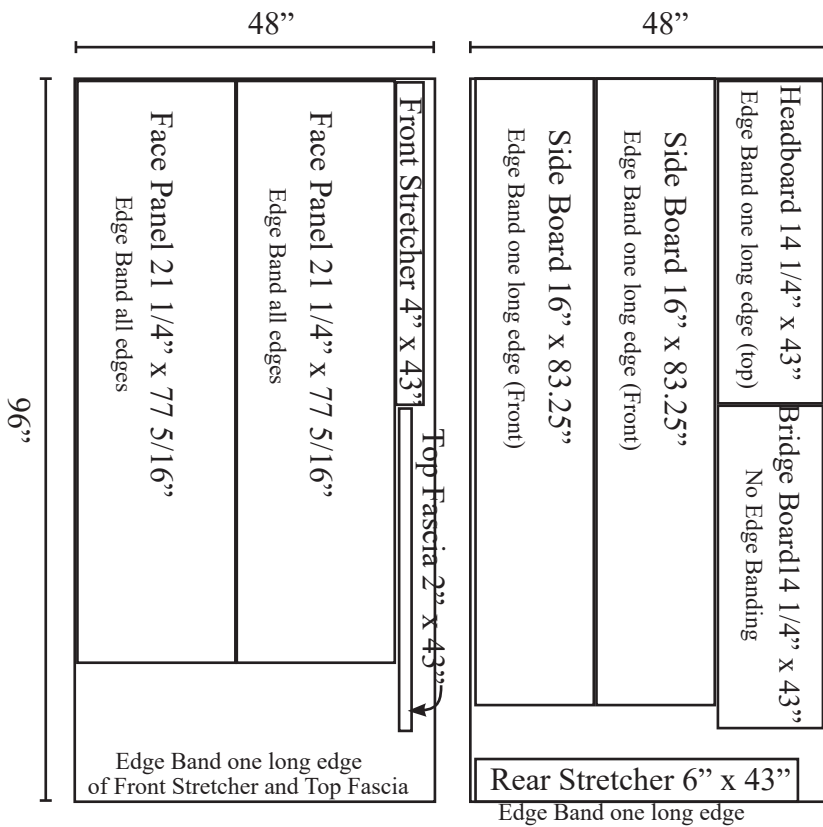 48”
48”
96”
Face Panel 21 1/4” x 77 5/16”
Edge Band all edges
Face Panel 21 1/4” x 77 5/16”
Edge Band all edges
Front Stretcher 4” x 43”
Top Fascia 2” x 43”
Edge Band one long edge
of Front Stretcher and Top Fascia
Side Board 16” x 83.25”
Edge Band one long edge (Front)
Side Board 16” x 83.25”
Edge Band one long edge (Front)
Headboard 14 1/4” x 43”
Edge Band one long edge (top)
Bridge Board14 1/4” x 43”
No Edge Banding
Rear Stretcher 6” x 43”
Edge Band one long edge